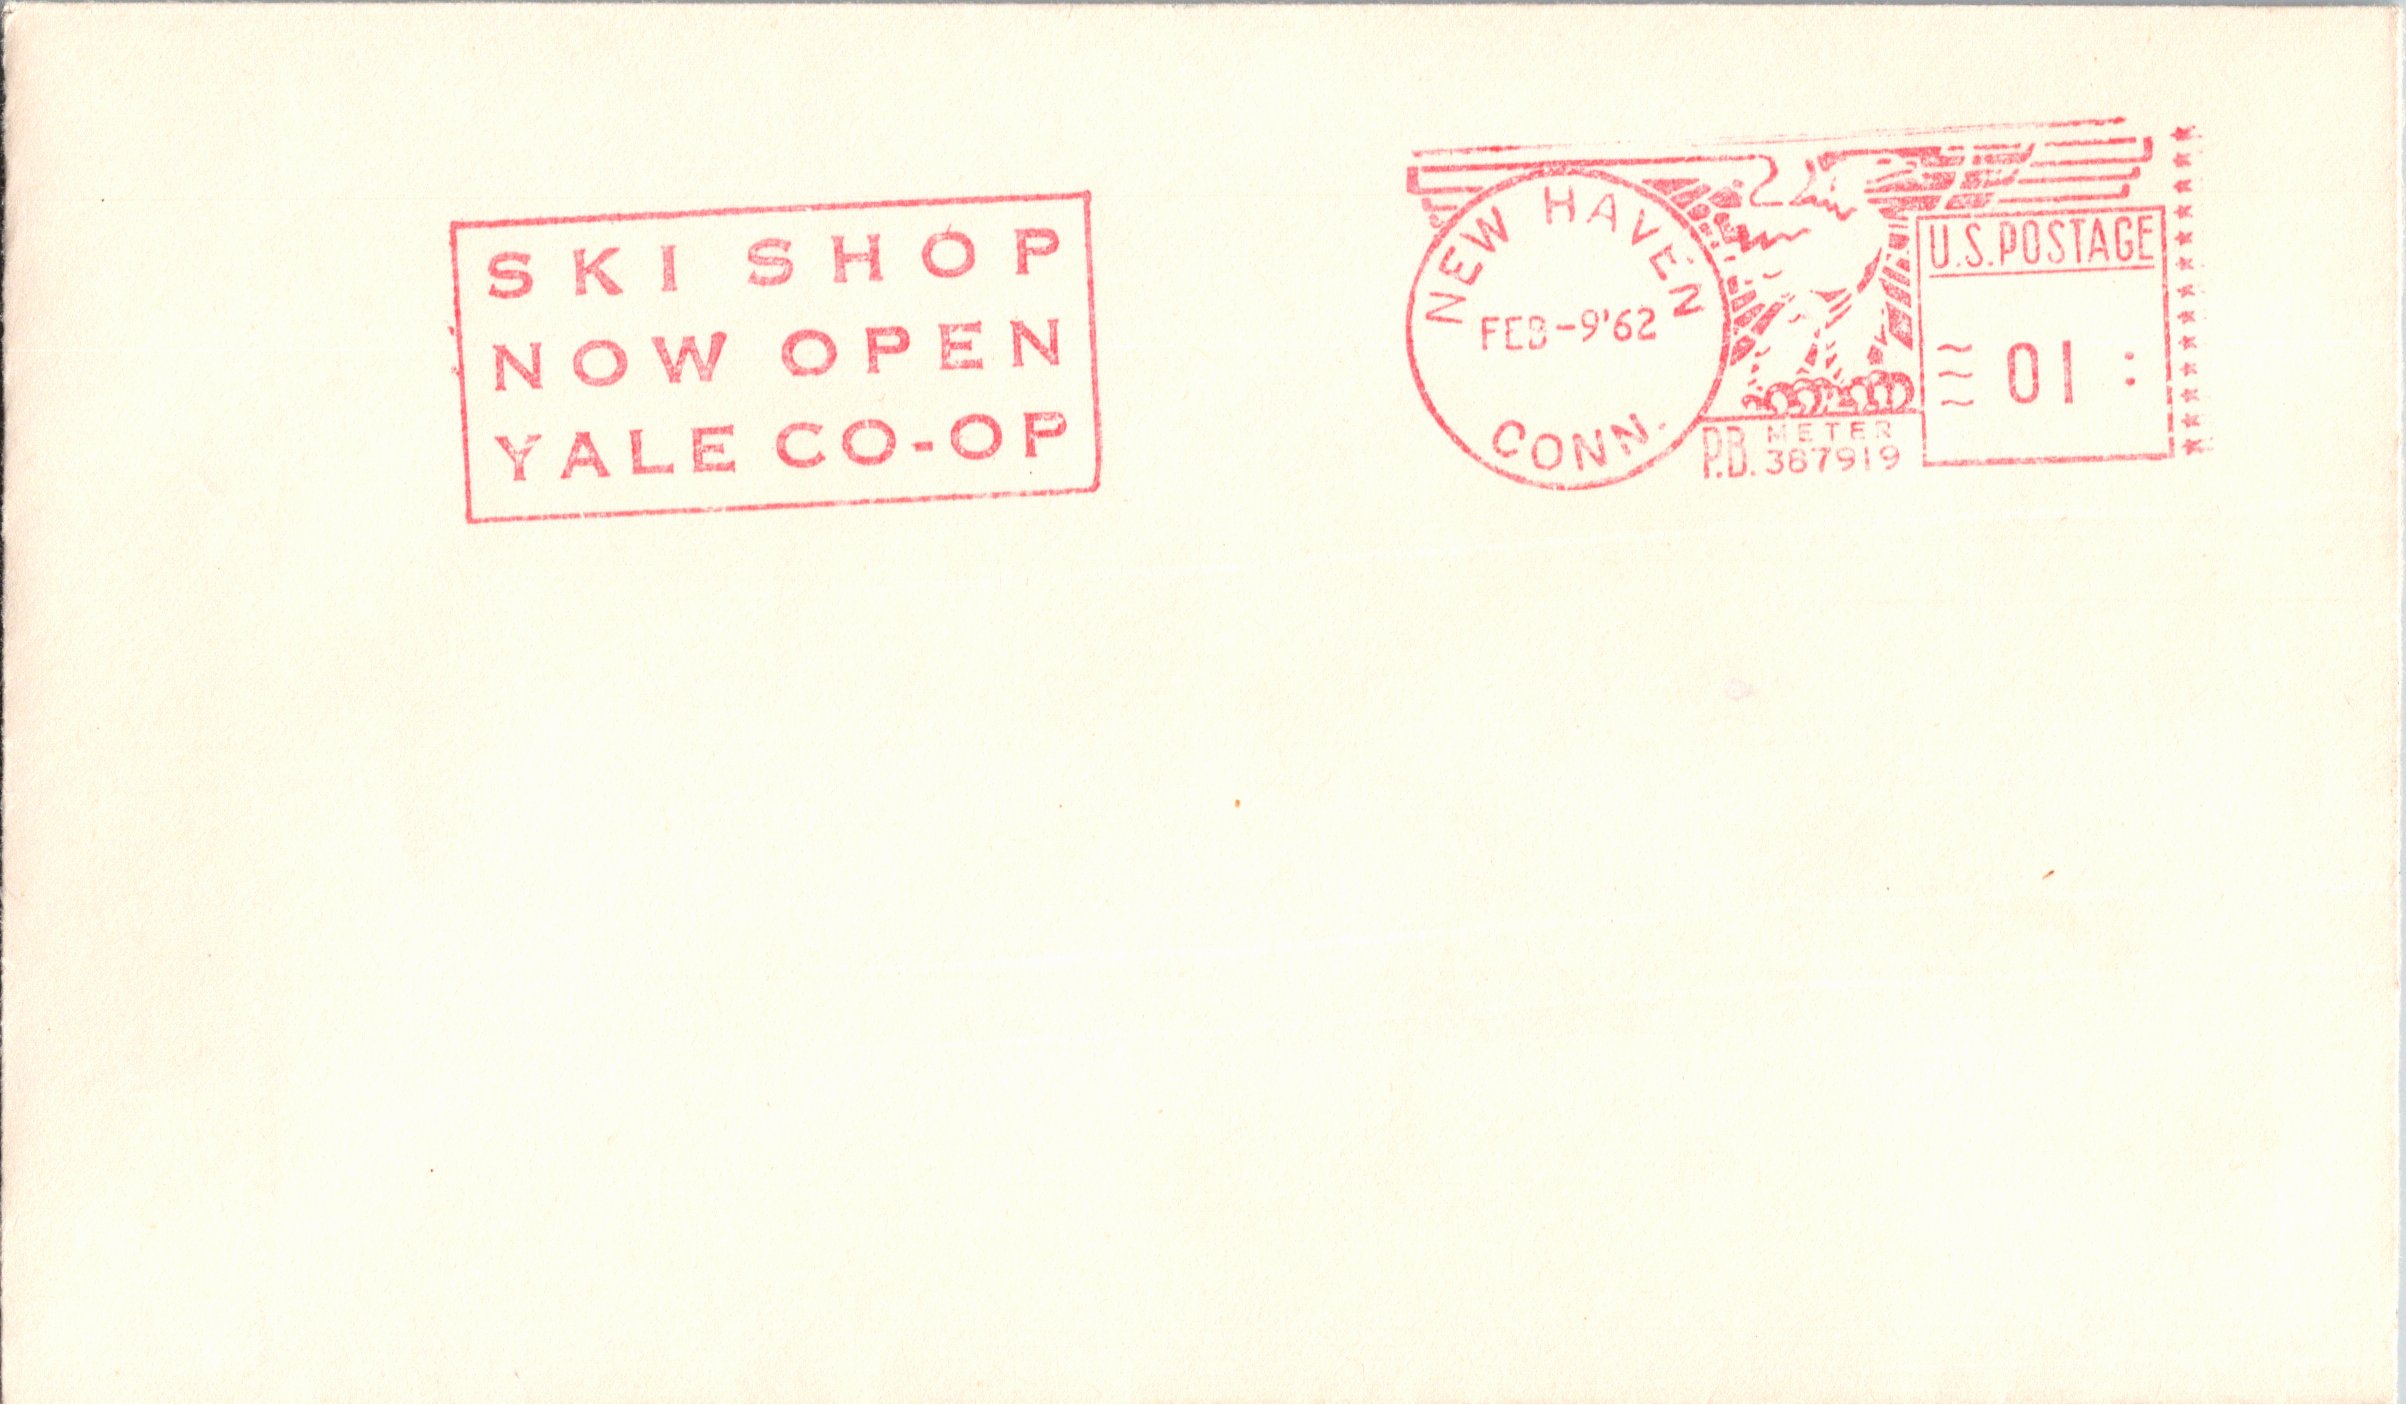 SKI SHOP
NOW OPEN
YALE CO-OP
NEW HAVEN
FEB-9'62
CONN.
P.B. METER
387919
U.S. POSTAGE
01